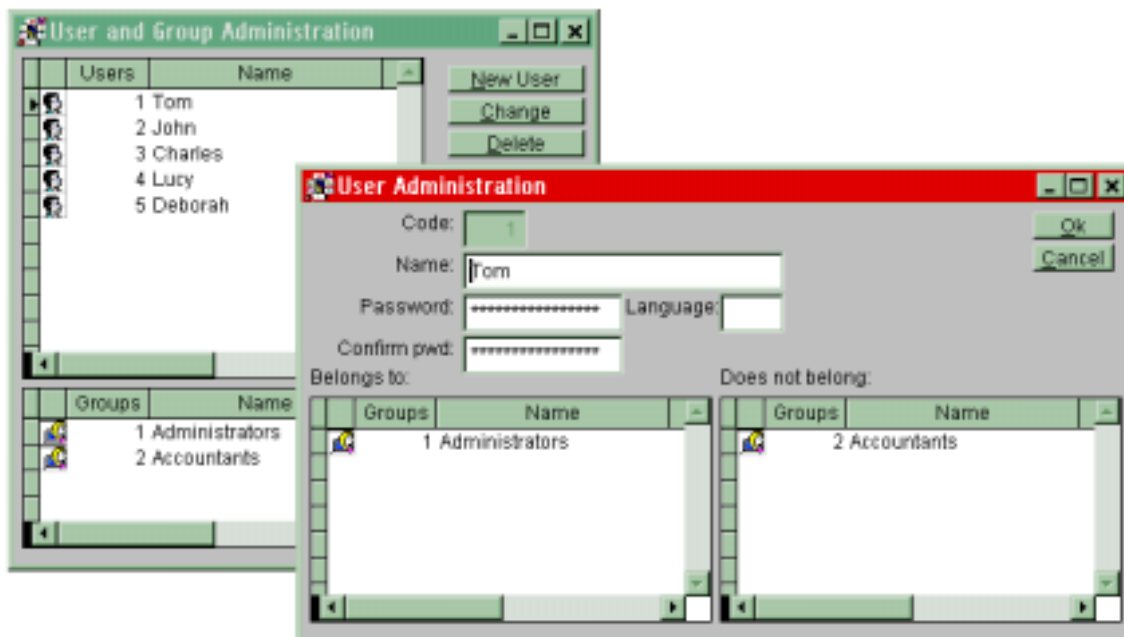 User and Group Administration
Users Name
New User
1 Tom
Change
2 John
Delete
3 Charles
4 Lucy
5 Deborah
Groups Name
1 Administrators
2 Accountants
User Administration
Code: 1
Ok
Name: Tom
Cancel
Password: **************** Language:
Confirm pwd: ****************
Belongs to:
Groups Name
1 Administrators
Does not belong:
Groups Name
2 Accountants